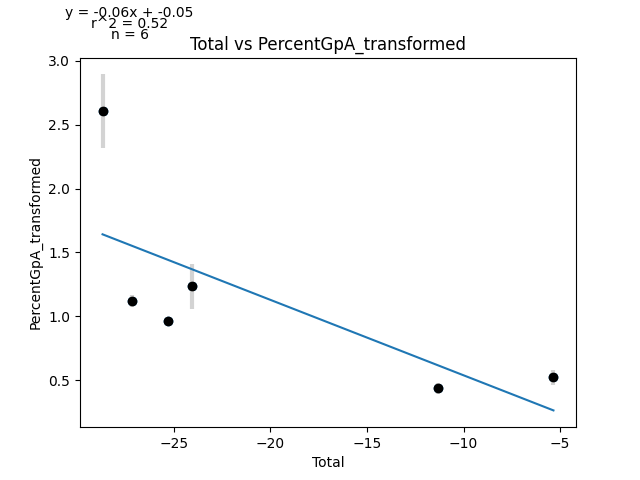 y = -0.06x + -0.05
r^2 = 0.52
n = 6
Total vs PercentGpA_transformed
3.0
2.5
2.0
1.5
1.0
0.5
PercentGpA_transformed
−25
−20
−15
−10
−5
Total